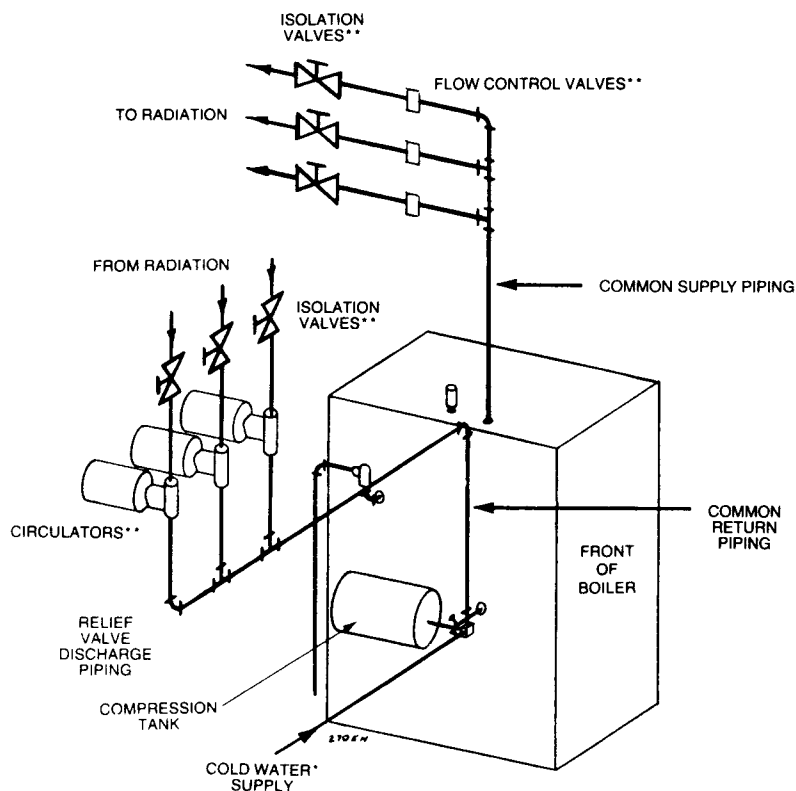 ISOLATION
VALVES**
FLOW CONTROL VALVES**
TO RADIATION
FROM RADIATION
ISOLATION
VALVES**
COMMON SUPPLY PIPING
CIRCULATORS**
COMMON
RETURN
PIPING
FRONT
OF
BOILER
RELIEF
VALVE
DISCHARGE
PIPING
COMPRESSION
TANK
COLD WATER*
SUPPLY